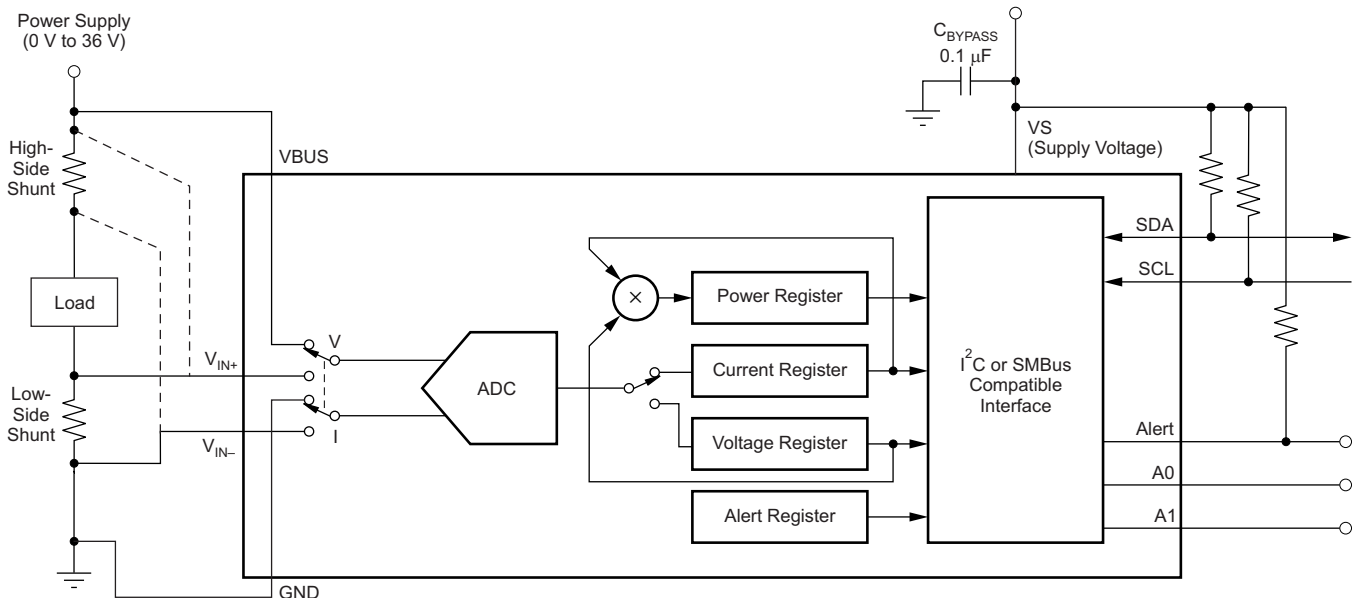 Power Supply
(0 V to 36 V)
C_BYPASS
0.1 μF
VS
(Supply Voltage)
High-
Side
Shunt
VBUS
SDA
SCL
Load
×
Power Register
V
V_IN+
ADC
Current Register
I²C or SMBus
Compatible
Interface
Low-
Side
Shunt
I
V_IN–
Voltage Register
Alert
Alert Register
A0
A1
GND